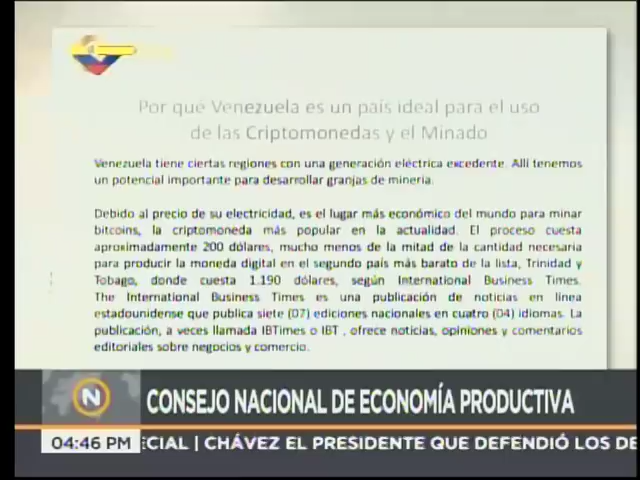 Por qué Venezuela es un país ideal para el uso
de las Criptomonedas y el Minado
Venezuela tiene ciertas regiones con una generación eléctrica excedente. Allí tenemos
un potencial importante para desarrollar granjas de minería.
Debido al precio de su electricidad, es el lugar más económico del mundo para minar
bitcoins, la criptomoneda más popular en la actualidad. El proceso cuesta
aproximadamente 200 dólares, mucho menos de la mitad de la cantidad necesaria
para producir la moneda digital en el segundo país más barato de la lista, Trinidad y
Tobago, donde cuesta 1.190 dólares, según International Business Times.
The International Business Times es una publicación de noticias en línea
estadounidense que publica siete (07) ediciones nacionales en cuatro (04) idiomas. La
publicación, a veces llamada IBTimes o IBT , ofrece noticias, opiniones y comentarios
editoriales sobre negocios y comercio.
N
CONSEJO NACIONAL DE ECONOMÍA PRODUCTIVA
04:46 PM ECIAL | CHÁVEZ EL PRESIDENTE QUE DEFENDIÓ LOS DE